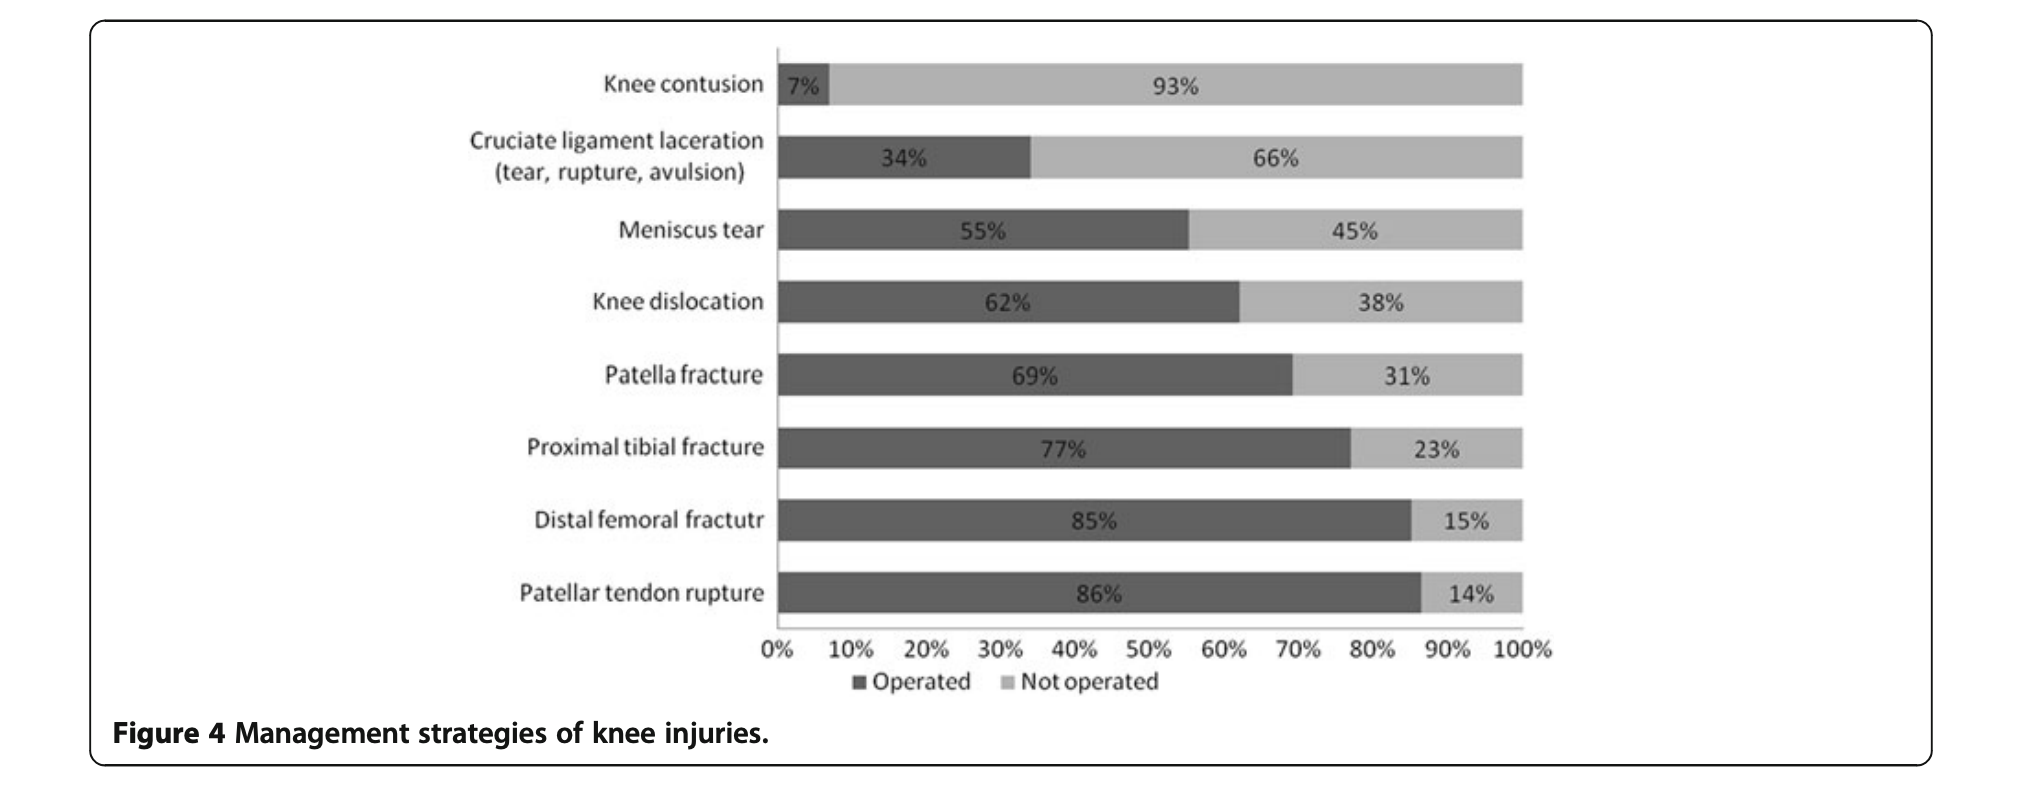 Knee contusion 7% 93%
Cruciate ligament laceration
(tear, rupture, avulsion) 34% 66%
Meniscus tear 55% 45%
Knee dislocation 62% 38%
Patella fracture 69% 31%
Proximal tibial fracture 77% 23%
Distal femoral fractutr 85% 15%
Patellar tendon rupture 86% 14%
0% 10% 20% 30% 40% 50% 60% 70% 80% 90% 100%
Operated Not operated
Figure 4 Management strategies of knee injuries.